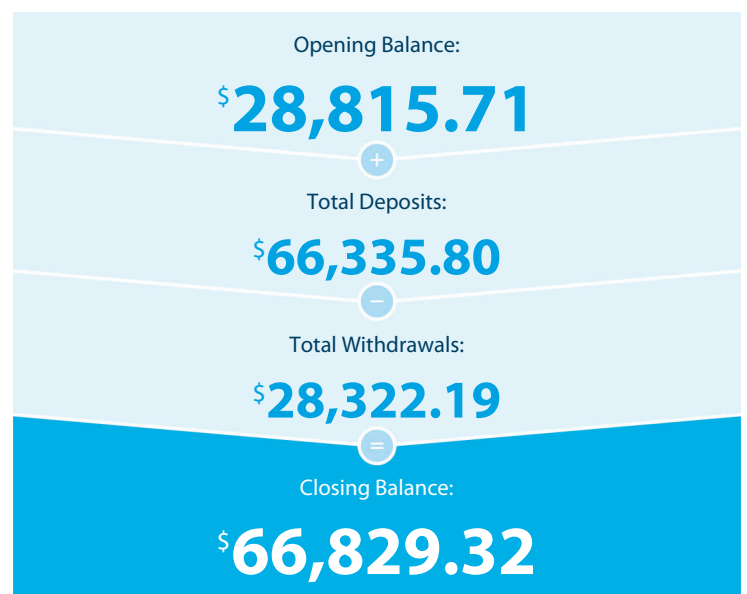 Opening Balance:
$28,815.71
+
Total Deposits:
$66,335.80
−
Total Withdrawals:
$28,322.19
=
Closing Balance:
$66,829.32